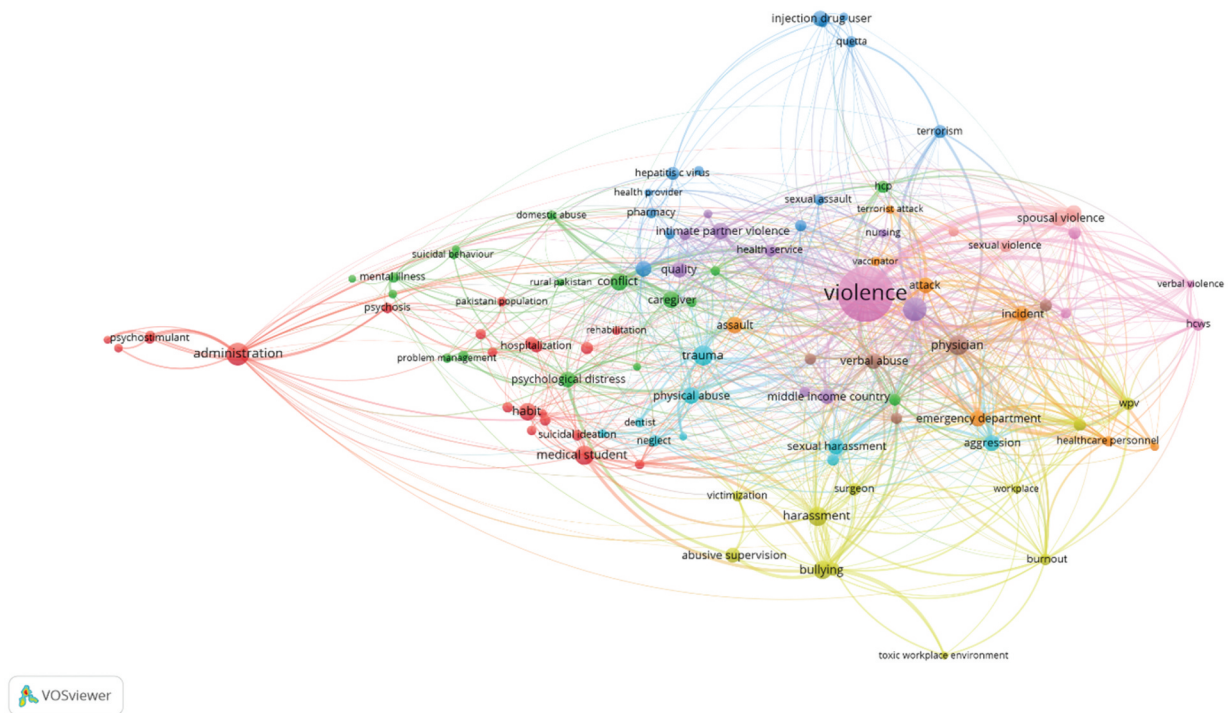 injection drug user
quetta
terrorism
hepatitis c virus
hcp
health provider
sexual assault
terrorist attack
pharmacy
domestic abuse
spousal violence
intimate partner violence
nursing
sexual violence
health service
suicidal behaviour
vaccinator
quality
mental illness
rural pakistan
conflict
attack
verbal violence
violence
pakistani population
caregiver
psychosis
incident
hcws
assault
rehabilitation
psychostimulant
hospitalization
physician
administration
trauma
problem management
verbal abuse
psychological distress
physical abuse
middle income country
wpv
habit
emergency department
dentist
suicidal ideation
neglect
healthcare personnel
sexual harassment
aggression
medical student
surgeon
workplace
victimization
harassment
abusive supervision
burnout
bullying
toxic workplace environment
VOSviewer